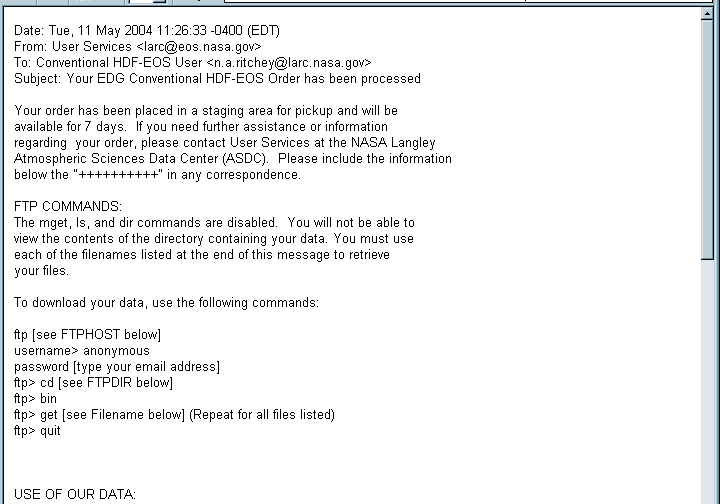 Date: Tue, 11 May 2004 11:26:33 -0400 (EDT)
From: User Services <larc@eos.nasa.gov>
To: Conventional HDF-EOS User <n.a.ritchey@larc.nasa.gov>
Subject: Your EDG Conventional HDF-EOS Order has been processed
Your order has been placed in a staging area for pickup and will be
available for 7 days.  If you need further assistance or information
regarding  your order, please contact User Services at the NASA Langley
Atmospheric Sciences Data Center (ASDC).  Please include the information
below the "++++++++++" in any correspondence.
FTP COMMANDS:
The mget, ls, and dir commands are disabled.  You will not be able to
view the contents of the directory containing your data. You must use
each of the filenames listed at the end of this message to retrieve
your files.
To download your data, use the following commands:
ftp [see FTPHOST below]
username> anonymous
password [type your email address]
ftp> cd [see FTPDIR below]
ftp> bin
ftp> get [see Filename below] (Repeat for all files listed)
ftp> quit
USE OF OUR DATA: